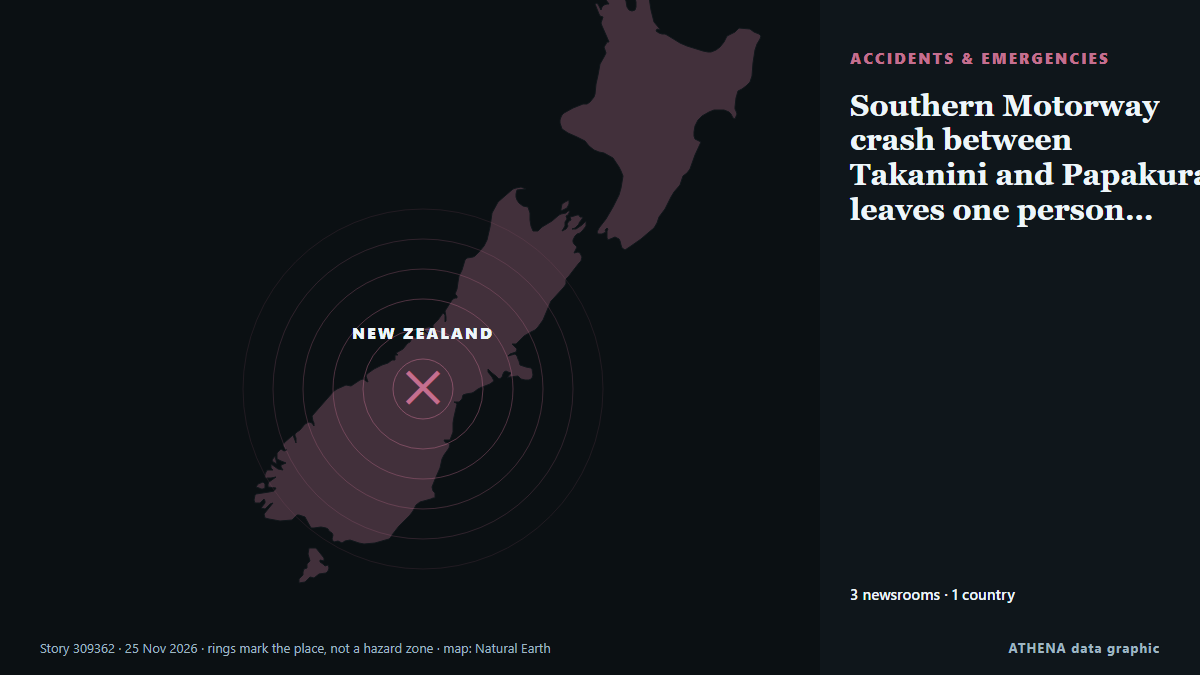 ACCIDENTS & EMERGENCIES
Southern Motorway
crash between
Takanini and Papakura
leaves one person...
NEW ZEALAND
3 newsrooms · 1 country
Story 309362 · 25 Nov 2026 · rings mark the place, not a hazard zone · map: Natural Earth
ATHENA data graphic